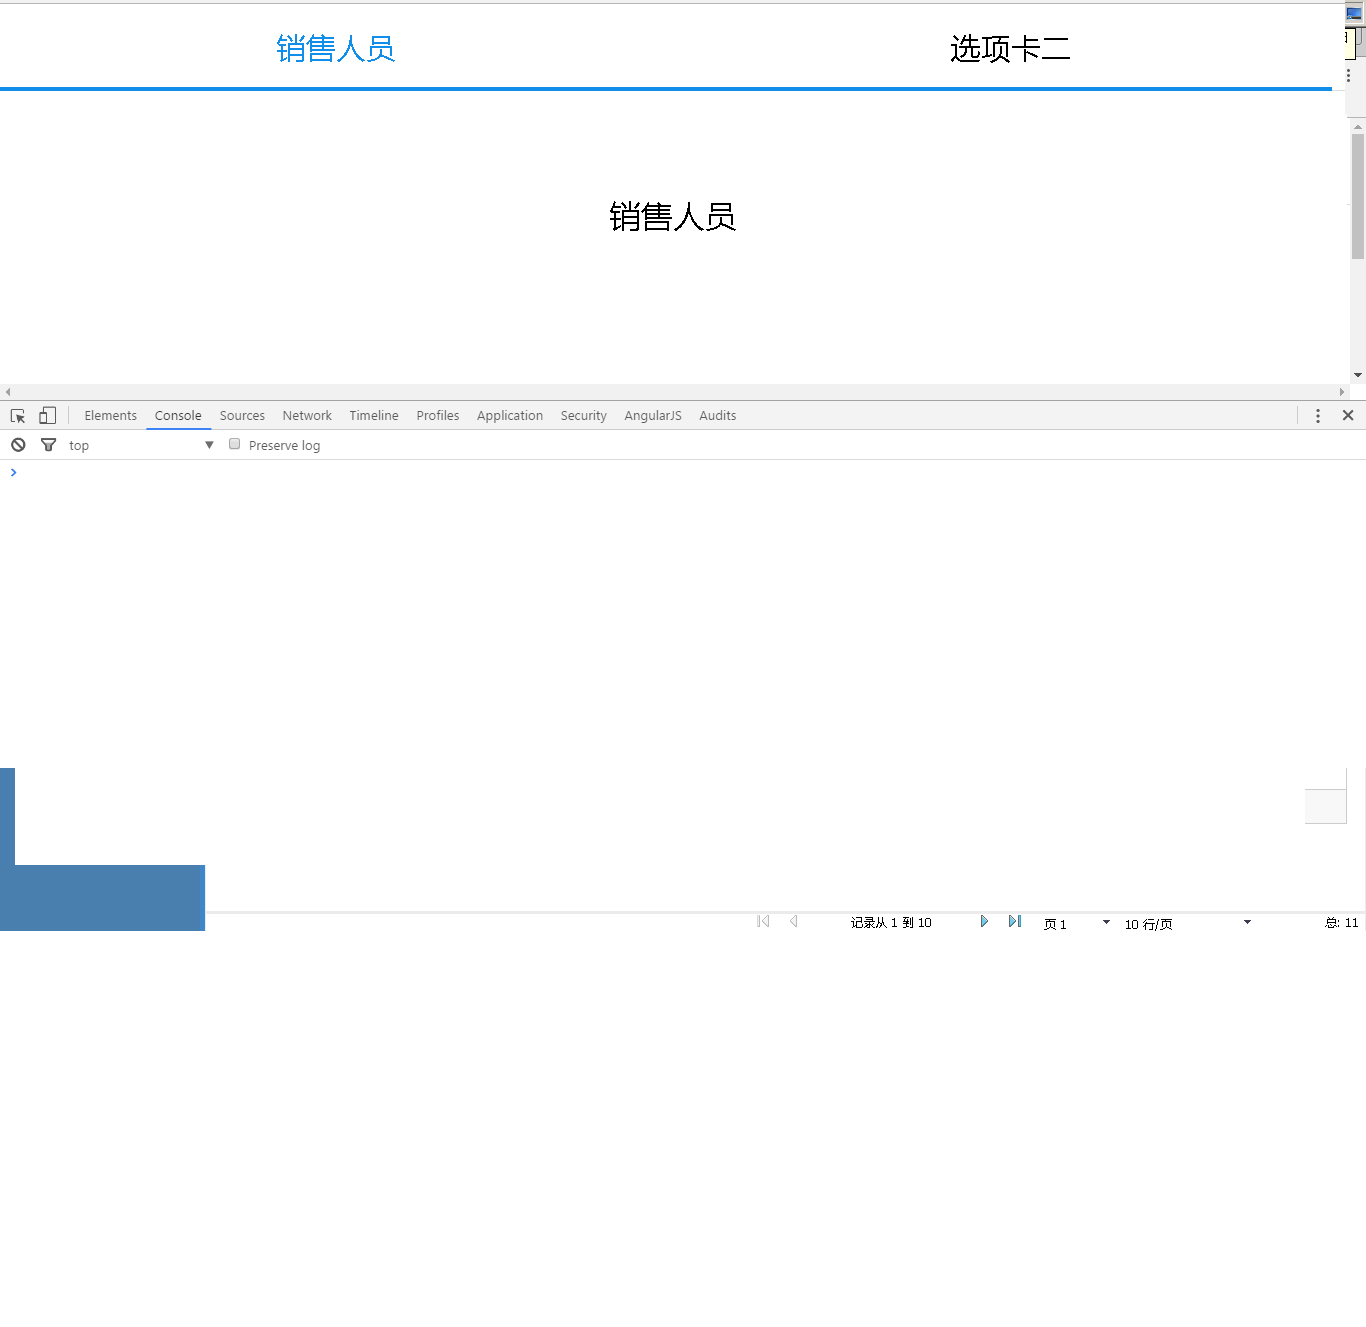 销售人员 选项卡二
销售人员
Elements Console Sources Network Timeline Profiles Application Security AngularJS Audits
top Preserve log
记录从 1 到 10 页 1 10 行/页 总: 11